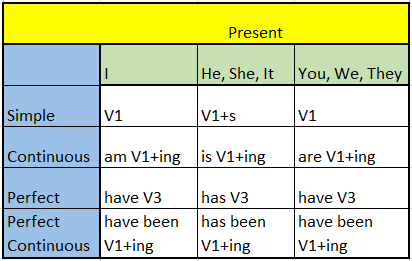 Present
I He, She, It You, We, They
Simple V1 V1+s V1
Continuous am V1+ing is V1+ing are V1+ing
Perfect have V3 has V3 have V3
Perfect have been has been have been
Continuous V1+ing V1+ing V1+ing